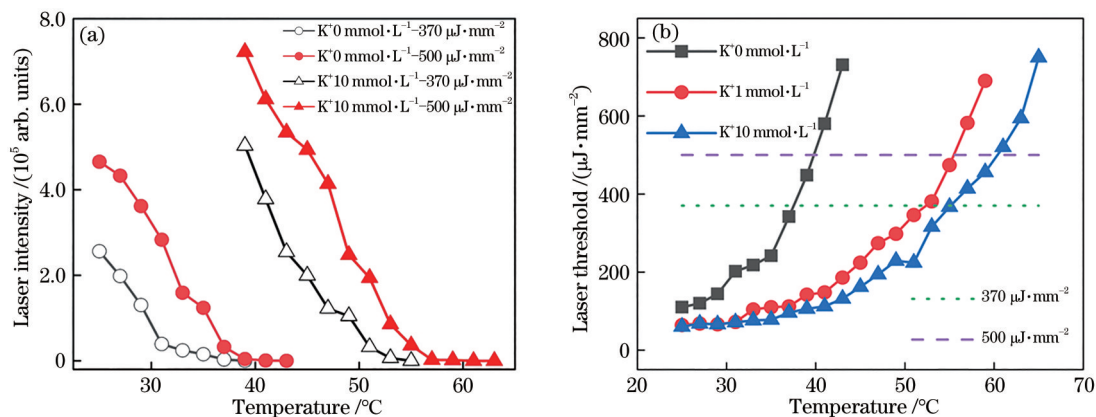 (a)
K⁺0 mmol·L⁻¹–370 μJ·mm⁻²
K⁺0 mmol·L⁻¹–500 μJ·mm⁻²
K⁺10 mmol·L⁻¹–370 μJ·mm⁻²
K⁺10 mmol·L⁻¹–500 μJ·mm⁻²
Laser intensity /(10⁵ arb. units)
8.0
6.0
4.0
2.0
0
30
40
50
60
Temperature /℃
(b)
K⁺0 mmol·L⁻¹
K⁺1 mmol·L⁻¹
K⁺10 mmol·L⁻¹
370 μJ·mm⁻²
500 μJ·mm⁻²
Laser threshold /(μJ·mm⁻²)
800
600
400
200
0
20
30
40
50
60
70
Temperature /℃